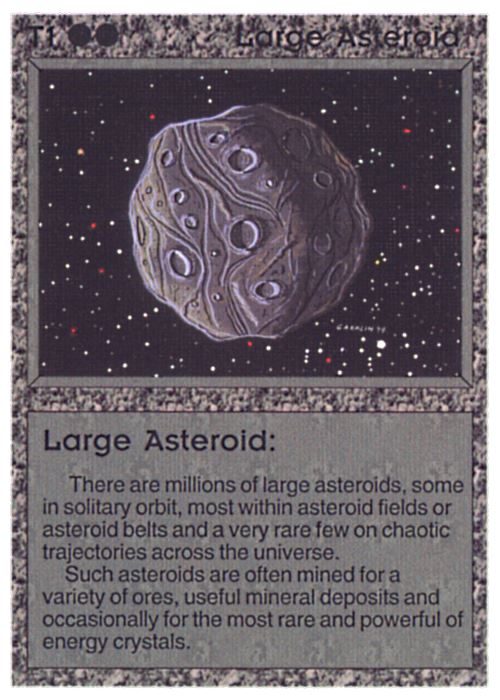 T1 Large Asteroid
Large Asteroid:
There are millions of large asteroids, some
in solitary orbit, most within asteroid fields or
asteroid belts and a very rare few on chaotic
trajectories across the universe.
Such asteroids are often mined for a
variety of ores, useful mineral deposits and
occasionally for the most rare and powerful of
energy crystals.